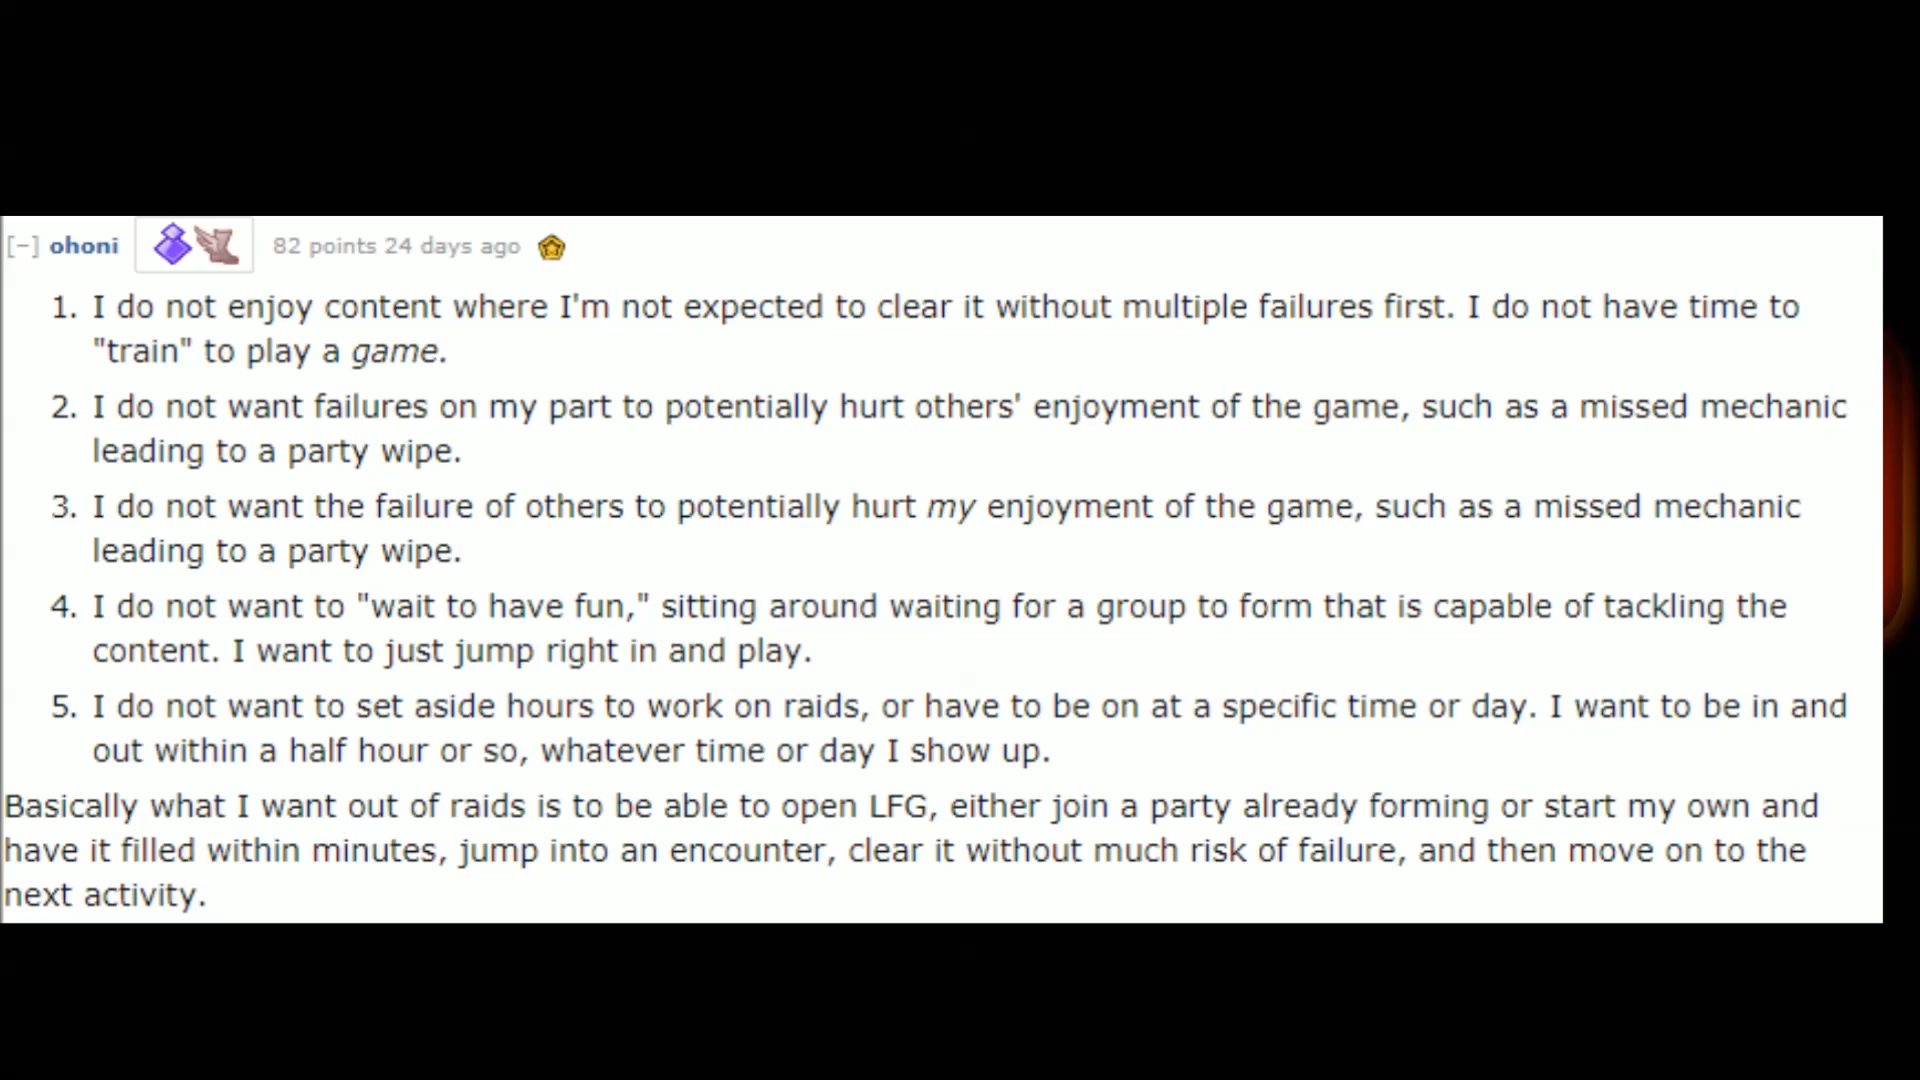 [–] ohoni 82 points 24 days ago
1. I do not enjoy content where I'm not expected to clear it without multiple failures first. I do not have time to
"train" to play a game.
2. I do not want failures on my part to potentially hurt others' enjoyment of the game, such as a missed mechanic
leading to a party wipe.
3. I do not want the failure of others to potentially hurt my enjoyment of the game, such as a missed mechanic
leading to a party wipe.
4. I do not want to "wait to have fun," sitting around waiting for a group to form that is capable of tackling the
content. I want to just jump right in and play.
5. I do not want to set aside hours to work on raids, or have to be on at a specific time or day. I want to be in and
out within a half hour or so, whatever time or day I show up.
Basically what I want out of raids is to be able to open LFG, either join a party already forming or start my own and
have it filled within minutes, jump into an encounter, clear it without much risk of failure, and then move on to the
next activity.